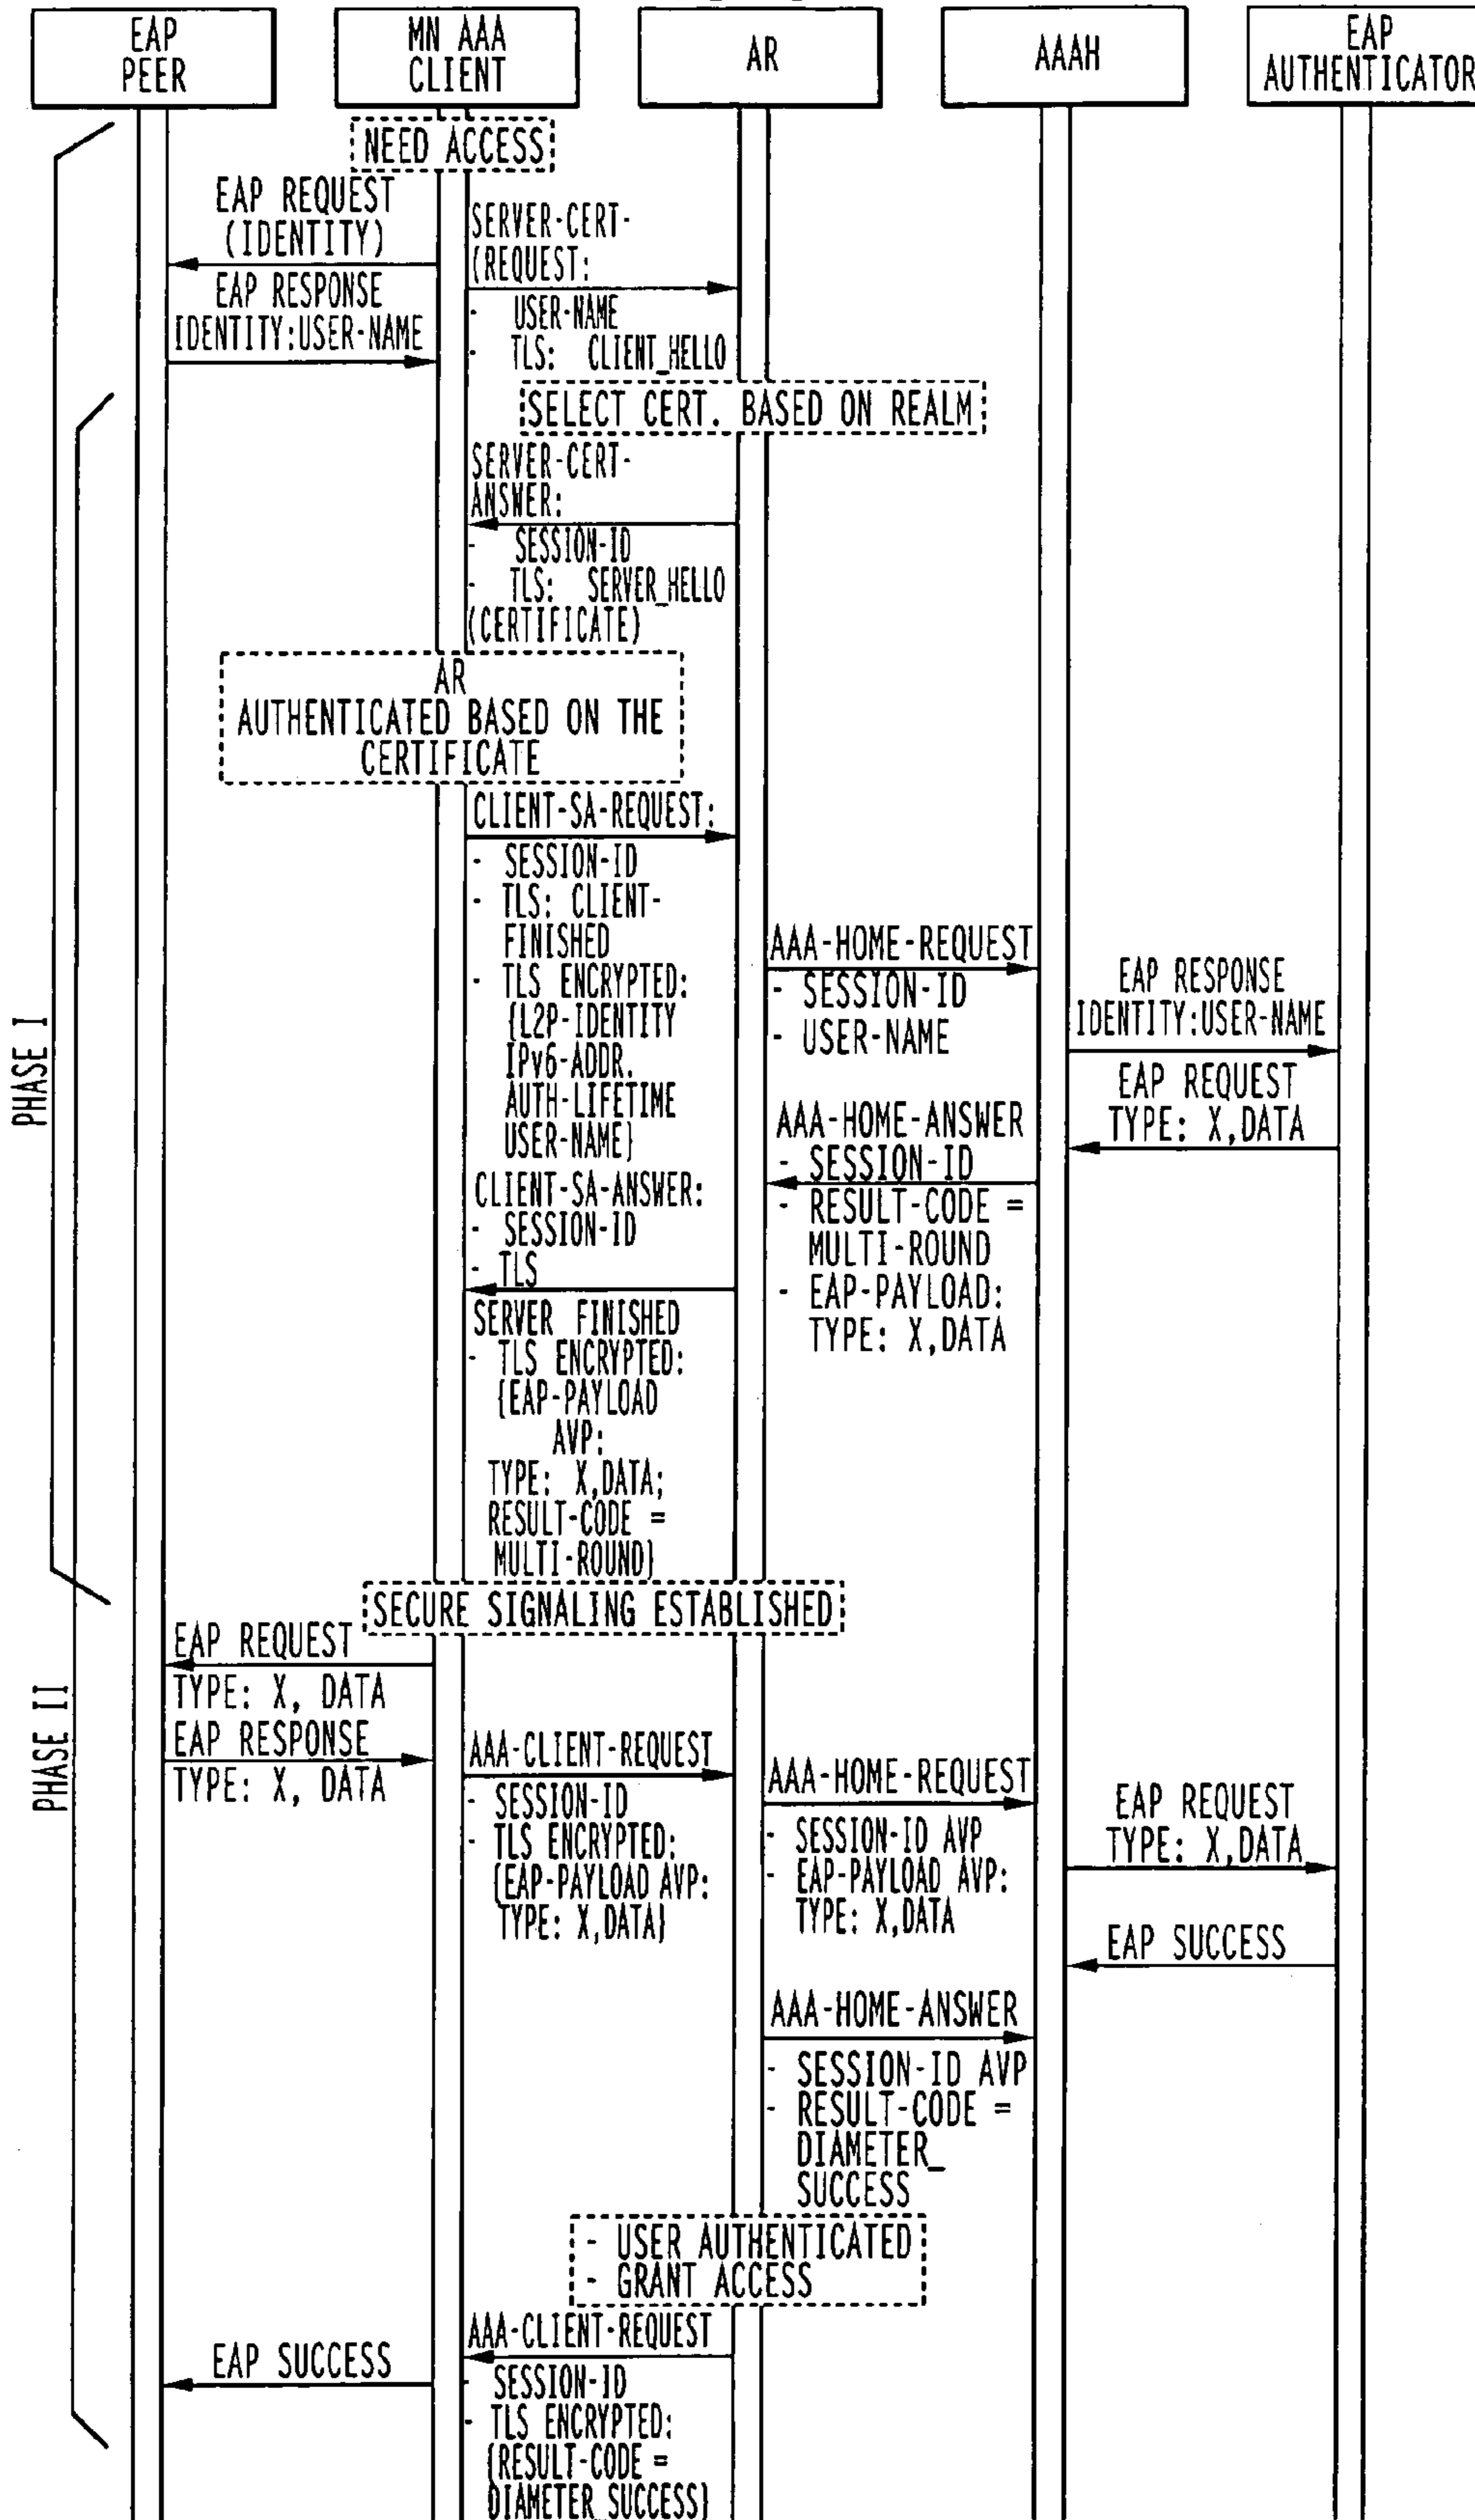 EAP
PEER
MN AAA
CLIENT
AR
AAAH
EAP
AUTHENTICATOR
NEED ACCESS
EAP REQUEST
(IDENTITY)
SERVER-CERT-
(REQUEST:
EAP RESPONSE
IDENTITY:USER-NAME
- USER-NAME
- TLS: CLIENT_HELLO
SELECT CERT. BASED ON REALM
SERVER-CERT-
ANSWER:
- SESSION-ID
- TLS: SERVER_HELLO
(CERTIFICATE)
AR
AUTHENTICATED BASED ON THE
CERTIFICATE
CLIENT-SA-REQUEST:
- SESSION-ID
- TLS: CLIENT-
FINISHED
- TLS ENCRYPTED:
{L2P-IDENTITY
IPv6-ADDR.
AUTH-LIFETIME
USER-NAME}
AAA-HOME-REQUEST
- SESSION-ID
- USER-NAME
EAP RESPONSE
IDENTITY:USER-NAME
EAP REQUEST
TYPE: X,DATA
AAA-HOME-ANSWER
- SESSION-ID
- RESULT-CODE =
MULTI-ROUND
- EAP-PAYLOAD:
TYPE: X,DATA
CLIENT-SA-ANSWER:
- SESSION-ID
- TLS
SERVER FINISHED
- TLS ENCRYPTED:
{EAP-PAYLOAD
AVP:
TYPE: X,DATA;
RESULT-CODE =
MULTI-ROUND}
PHASE I
SECURE SIGNALING ESTABLISHED
EAP REQUEST
TYPE: X, DATA
EAP RESPONSE
TYPE: X, DATA
PHASE II
AAA-CLIENT-REQUEST
- SESSION-ID
- TLS ENCRYPTED:
{EAP-PAYLOAD AVP:
TYPE: X,DATA}
AAA-HOME-REQUEST
- SESSION-ID AVP
- EAP-PAYLOAD AVP:
TYPE: X,DATA
EAP REQUEST
TYPE: X,DATA
EAP SUCCESS
AAA-HOME-ANSWER
- SESSION-ID AVP
- RESULT-CODE =
DIAMETER_
SUCCESS
- USER AUTHENTICATED
- GRANT ACCESS
AAA-CLIENT-REQUEST
EAP SUCCESS
- SESSION-ID
- TLS ENCRYPTED:
{RESULT-CODE =
DIAMETER_SUCCESS}